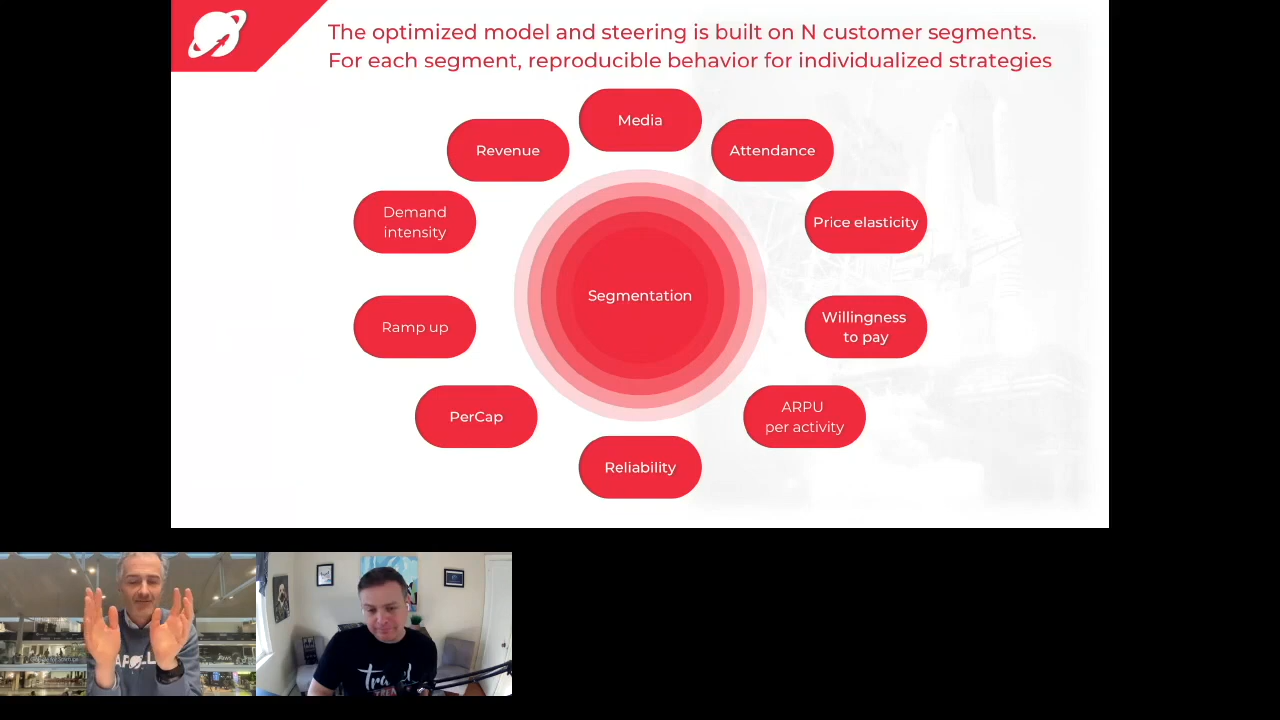 The optimized model and steering is built on N customer segments.
For each segment, reproducible behavior for individualized strategies
Media
Revenue
Attendance
Demand
intensity
Price elasticity
Segmentation
Ramp up
Willingness
to pay
PerCap
ARPU
per activity
Reliability